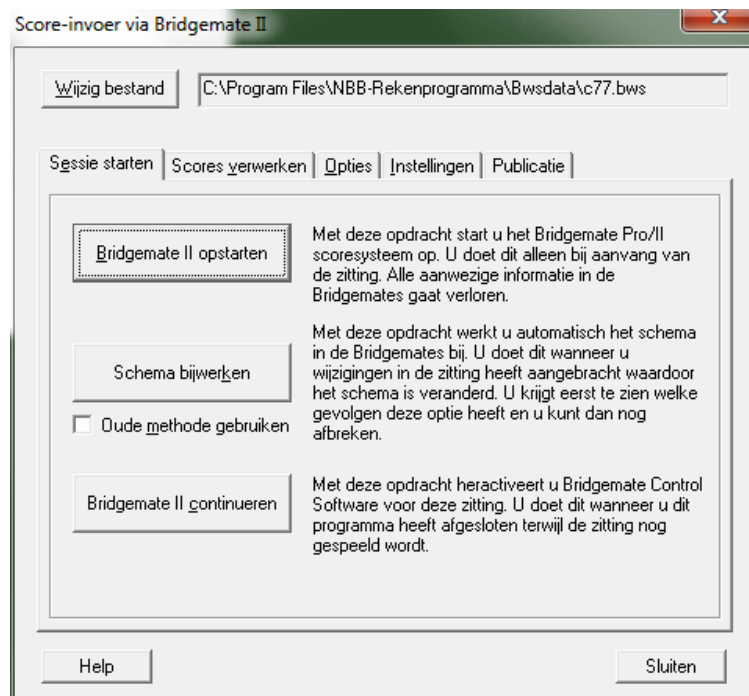 Score-invoer via Bridgemate II
Wijzig bestand
C:\Program Files\NBB-Rekenprogramma\Bwsdata\c77.bws
Sessie starten
Scores verwerken
Opties
Instellingen
Publicatie
Bridgemate II opstarten
Met deze opdracht start u het Bridgemate Pro/II
scoresysteem op. U doet dit alleen bij aanvang van
de zitting. Alle aanwezige informatie in de
Bridgemates gaat verloren.
Schema bijwerken
Oude methode gebruiken
Met deze opdracht werkt u automatisch het schema
in de Bridgemates bij. U doet dit wanneer u
wijzigingen in de zitting heeft aangebracht waardoor
het schema is veranderd. U krijgt eerst te zien welke
gevolgen deze optie heeft en u kunt dan nog
afbreken.
Bridgemate II continueren
Met deze opdracht heractiveert u Bridgemate Control
Software voor deze zitting. U doet dit wanneer u dit
programma heeft afgesloten terwijl de zitting nog
gespeeld wordt.
Help
Sluiten